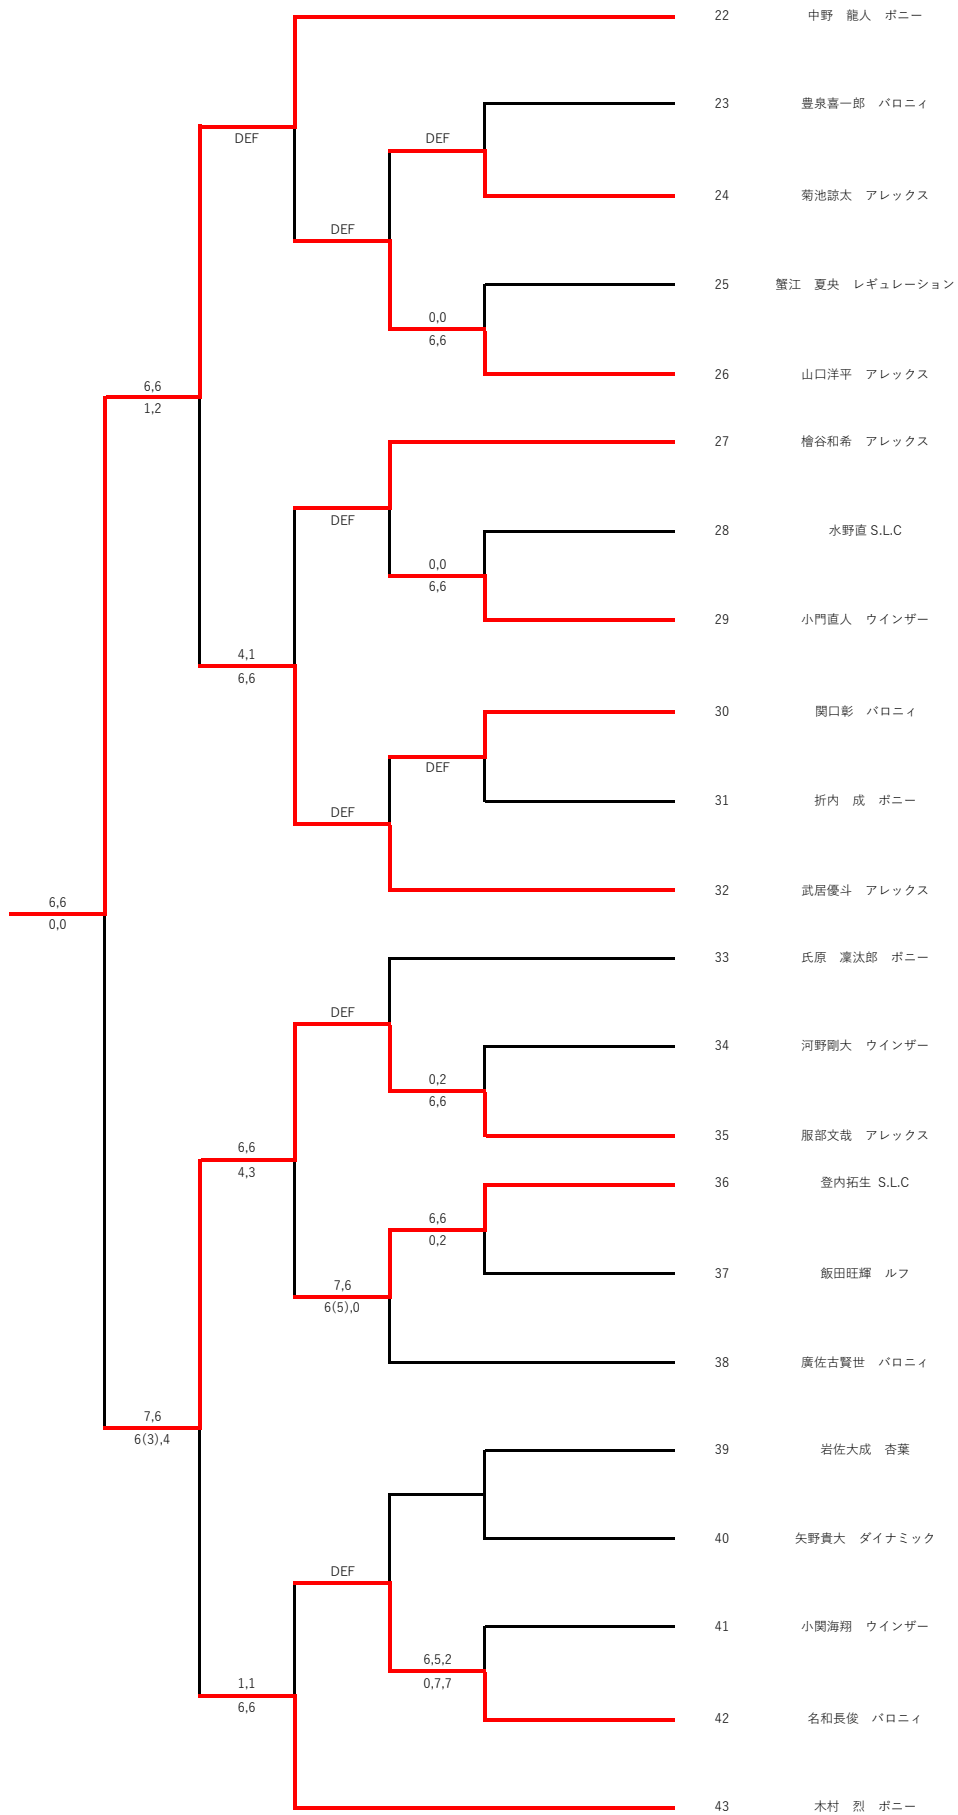 22 中野　龍人　ポニー
23 豊泉喜一郎　バロニィ
DEF
DEF
24 菊池諒太　アレックス
DEF
25 蟹江　夏央　レギュレーション
0,0
6,6
26 山口洋平　アレックス
6,6
1,2
27 檜谷和希　アレックス
DEF
28 水野直 S.L.C
0,0
6,6
29 小門直人　ウインザー
4,1
6,6
30 関口彰　バロニィ
DEF
31 折内　成　ポニー
DEF
32 武居優斗　アレックス
6,6
0,0
33 氏原　凜汰郎　ポニー
DEF
34 河野剛大　ウインザー
0,2
6,6
35 服部文哉　アレックス
6,6
4,3
36 登内拓生 S.L.C
6,6
0,2
37 飯田旺輝　ルフ
7,6
6(5),0
38 廣佐古賢世　バロニィ
7,6
6(3),4
39 岩佐大成　杏葉
40 矢野貴大　ダイナミック
DEF
41 小関海翔　ウインザー
6,5,2
0,7,7
1,1
6,6
42 名和長俊　バロニィ
43 木村　烈　ポニー